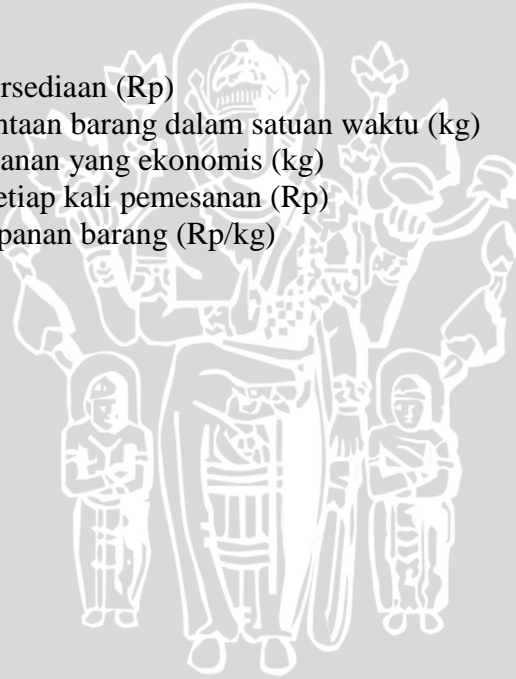 rsediaan (Rp)
ntaan barang dalam satuan waktu (kg)
anan yang ekonomis (kg)
etiap kali pemesanan (Rp)
panan barang (Rp/kg)